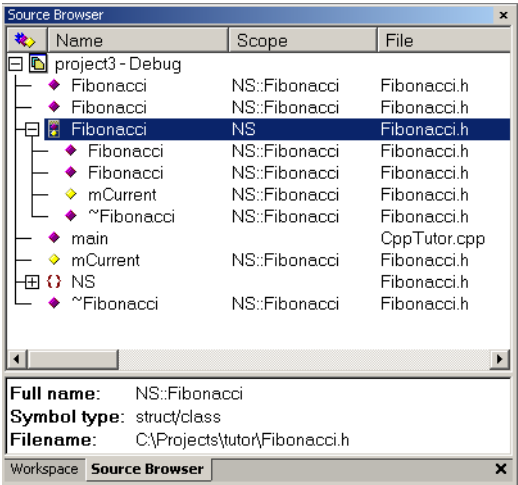 Source Browser
Name Scope File
project3 - Debug
Fibonacci NS::Fibonacci Fibonacci.h
Fibonacci NS::Fibonacci Fibonacci.h
Fibonacci NS Fibonacci.h
Fibonacci NS::Fibonacci Fibonacci.h
Fibonacci NS::Fibonacci Fibonacci.h
mCurrent NS::Fibonacci Fibonacci.h
~Fibonacci NS::Fibonacci Fibonacci.h
main CppTutor.cpp
mCurrent NS::Fibonacci Fibonacci.h
{} NS Fibonacci.h
~Fibonacci NS::Fibonacci Fibonacci.h
Full name: NS::Fibonacci
Symbol type: struct/class
Filename: C:\Projects\tutor\Fibonacci.h
Workspace Source Browser